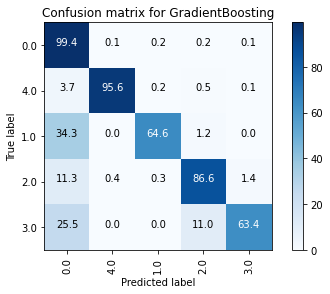 Confusion matrix for GradientBoosting
True label
0.0 99.4 0.1 0.2 0.2 0.1
4.0 3.7 95.6 0.2 0.5 0.1
1.0 34.3 0.0 64.6 1.2 0.0
2.0 11.3 0.4 0.3 86.6 1.4
3.0 25.5 0.0 0.0 11.0 63.4
0.0 4.0 1.0 2.0 3.0
Predicted label
80
60
40
20
0